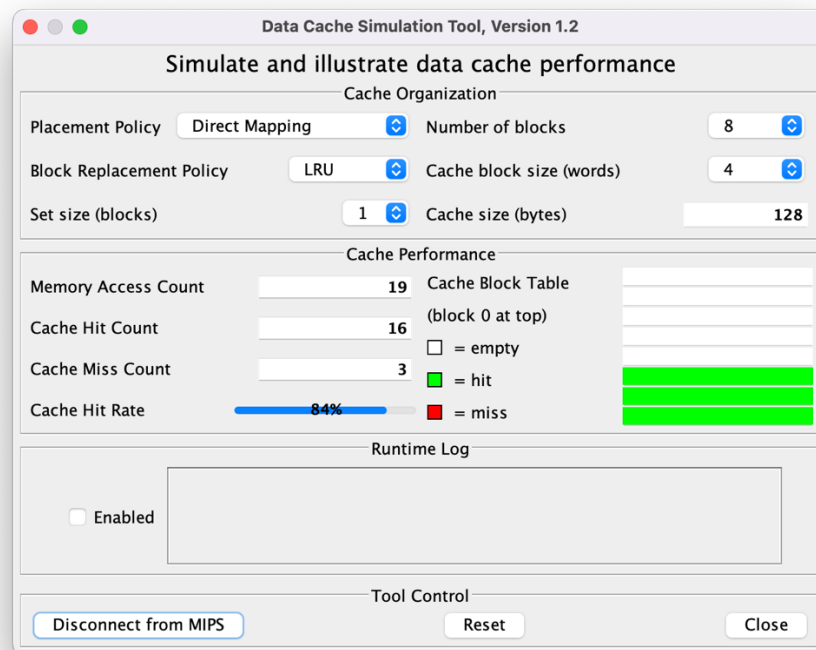 Data Cache Simulation Tool, Version 1.2
Simulate and illustrate data cache performance
Cache Organization
Placement Policy Direct Mapping Number of blocks 8
Block Replacement Policy LRU Cache block size (words) 4
Set size (blocks) 1 Cache size (bytes) 128
Cache Performance
Memory Access Count 19 Cache Block Table
(block 0 at top)
Cache Hit Count 16
= empty
Cache Miss Count 3
= hit
Cache Hit Rate 84% = miss
Runtime Log
Enabled
Tool Control
Disconnect from MIPS Reset Close